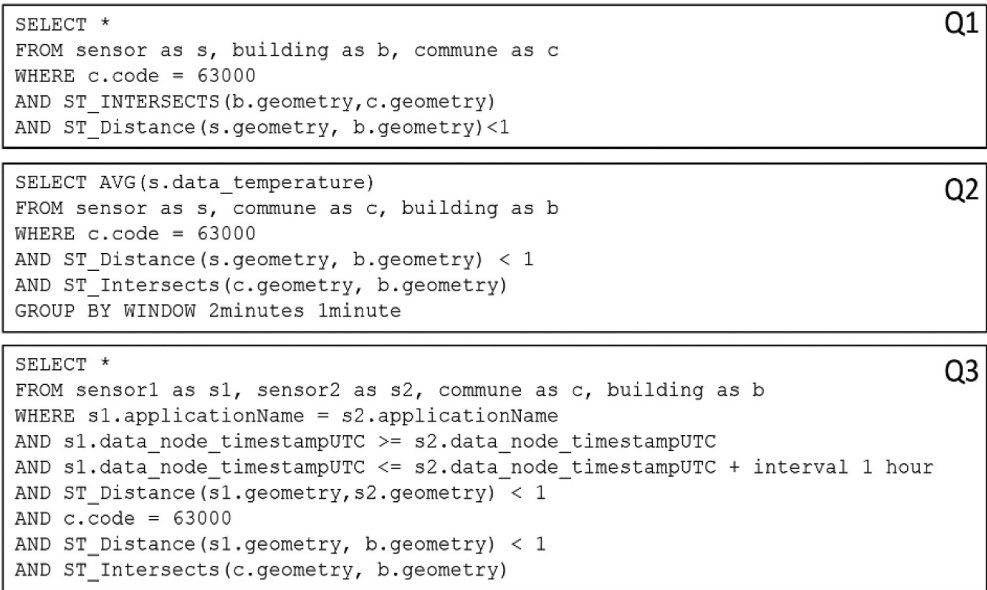 SELECT *
Q1
FROM sensor as s, building as b, commune as c
WHERE c.code = 63000
AND ST_INTERSECTS(b.geometry,c.geometry)
AND ST_Distance(s.geometry, b.geometry)<1
SELECT AVG(s.data_temperature)
Q2
FROM sensor as s, commune as c, building as b
WHERE c.code = 63000
AND ST_Distance(s.geometry, b.geometry) < 1
AND ST_Intersects(c.geometry, b.geometry)
GROUP BY WINDOW 2minutes 1minute
SELECT *
Q3
FROM sensor1 as s1, sensor2 as s2, commune as c, building as b
WHERE s1.applicationName = s2.applicationName
AND s1.data_node_timestampUTC >= s2.data_node_timestampUTC
AND s1.data_node_timestampUTC <= s2.data_node_timestampUTC + interval 1 hour
AND ST_Distance(s1.geometry,s2.geometry) < 1
AND c.code = 63000
AND ST_Distance(s1.geometry, b.geometry) < 1
AND ST_Intersects(c.geometry, b.geometry)